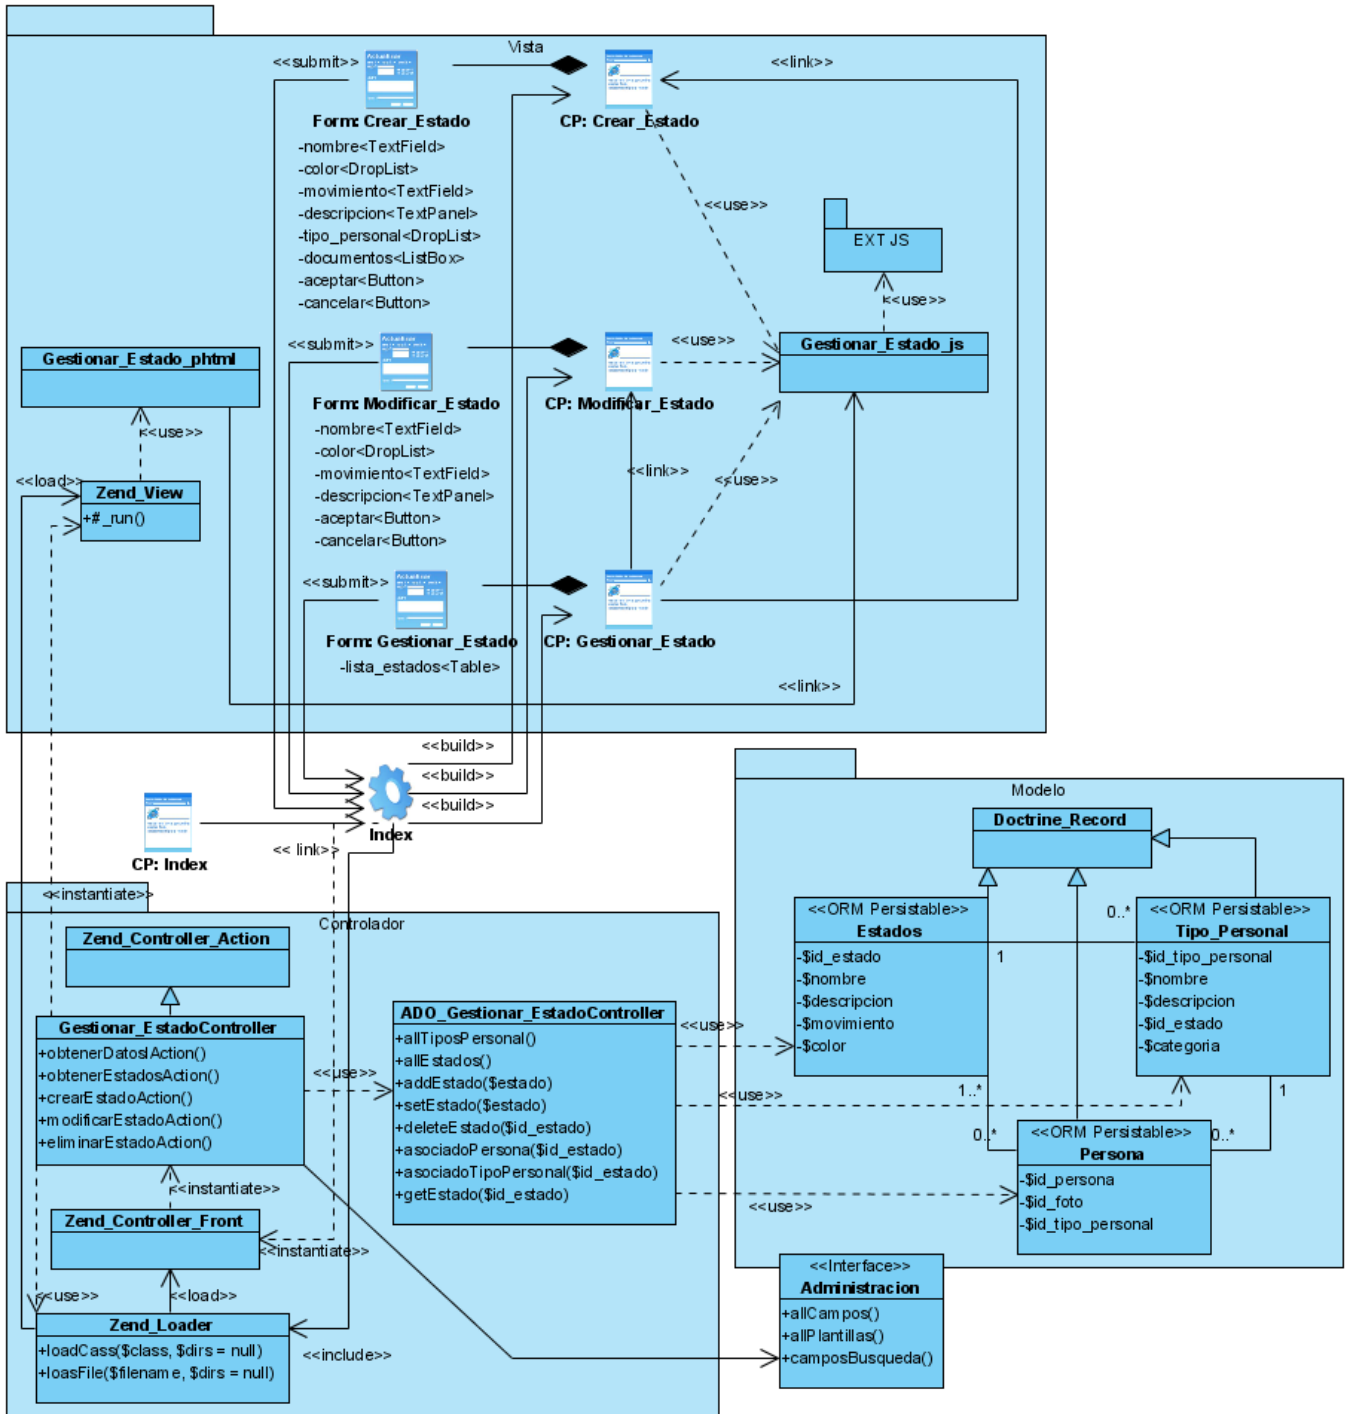 Vista
<<submit>>
<<link>>
Form: Crear_Estado
CP: Crear_Estado
-nombre<TextField>
-color<DropList>
-movimiento<TextField>
-descripcion<TextPanel>
-tipo_personal<DropList>
-documentos<ListBox>
-aceptar<Button>
-cancelar<Button>
<<use>>
EXT JS
<<use>>
<<submit>>
<<use>>
Gestionar_Estado_js
Gestionar_Estado_phtml
Form: Modificar_Estado
CP: Modificar_Estado
-nombre<TextField>
-color<DropList>
-movimiento<TextField>
-descripcion<TextPanel>
-aceptar<Button>
-cancelar<Button>
<<use>>
<<link>>
<<use>>
<<load>>
Zend_View
+#_run()
<<submit>>
Form: Gestionar_Estado
CP: Gestionar_Estado
-lista_estados<Table>
<<link>>
<<build>>
<<build>>
<<build>>
Index
CP: Index
<< link>>
<<instantiate>>
Controlador
Zend_Controller_Action
Gestionar_EstadoController
+obtenerDatosIAction()
+obtenerEstadosAction()
+crearEstadoAction()
+modificarEstadoAction()
+eliminarEstadoAction()
<<use>>
ADO_Gestionar_EstadoController
+allTiposPersonal()
+allEstados()
+addEstado($estado)
+setEstado($estado)
+deleteEstado($id_estado)
+asociadoPersona($id_estado)
+asociadoTipoPersonal($id_estado)
+getEstado($id_estado)
<<instantiate>>
Zend_Controller_Front
<<instantiate>>
<<use>>
<<load>>
Zend_Loader
+loadCass($class, $dirs = null)
+loasFile($filename, $dirs = null)
<<include>>
Modelo
Doctrine_Record
<<ORM Persistable>>
Estados
-$id_estado
-$nombre
-$descripcion
-$movimiento
-$color
0..*
1
<<ORM Persistable>>
Tipo_Personal
-$id_tipo_personal
-$nombre
-$descripcion
-$id_estado
-$categoria
<<use>>
<<use>>
<<use>>
1..*
1
0..*
0..*
<<ORM Persistable>>
Persona
-$id_persona
-$id_foto
-$id_tipo_personal
<<Interface>>
Administracion
+allCampos()
+allPlantillas()
+camposBusqueda()